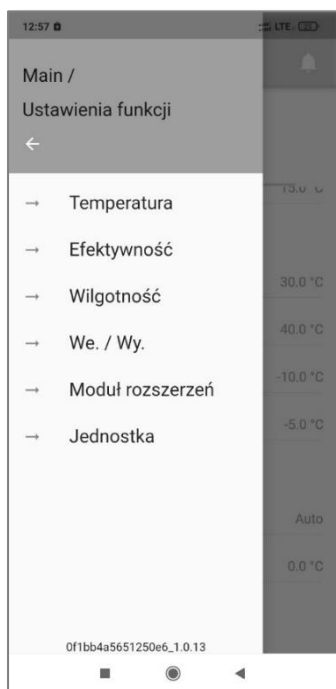 12:57
LTE
Main /
Ustawienia funkcji
←
→ Temperatura
→ Efektywność
→ Wilgotność
→ We. / Wy.
→ Moduł rozszerzeń
→ Jednostka
30.0 °C
40.0 °C
-10.0 °C
-5.0 °C
Auto
0.0 °C
0f1bb4a5651250e6_1.0.13